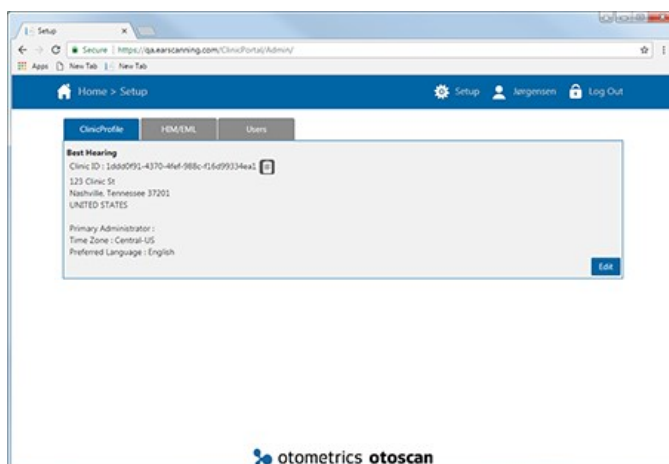 Setup
Secure | https://qa.earscanning.com/ClinicPortal/Admin/
Apps New Tab New Tab
Home > Setup Setup Jørgensen Log Out
ClinicProfile HIM/EML Users
Best Hearing
Clinic ID : 1ddd0f91-4370-4fef-988c-f16d99334ea1
123 Clinic St
Nashville, Tennessee 37201
UNITED STATES
Primary Administrator :
Time Zone : Central-US
Preferred Language : English
Edit
otometrics otoscan